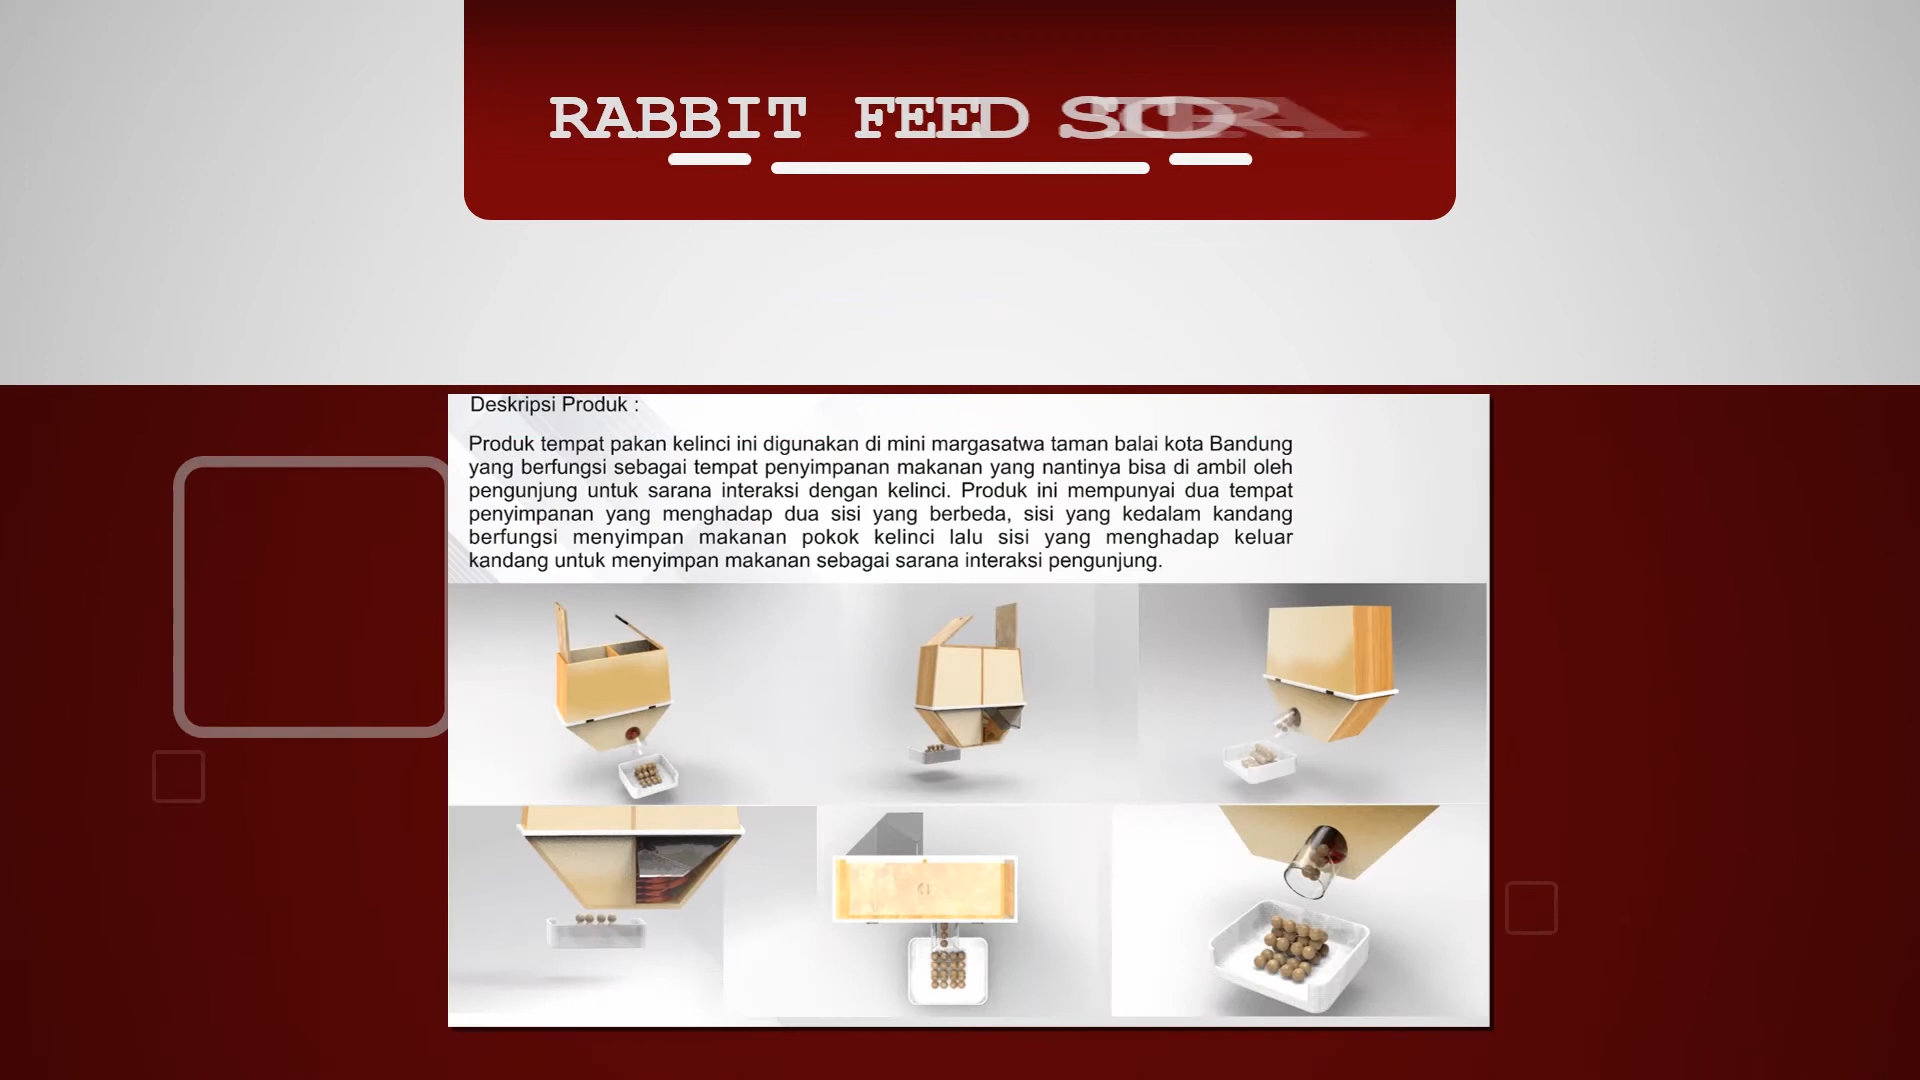 RABBIT FEED
Deskripsi Produk :
Produk tempat pakan kelinci ini digunakan di mini margasatwa taman balai kota Bandung
yang berfungsi sebagai tempat penyimpanan makanan yang nantinya bisa di ambil oleh
pengunjung untuk sarana interaksi dengan kelinci. Produk ini mempunyai dua tempat
penyimpanan yang menghadap dua sisi yang berbeda, sisi yang kedalam kandang
berfungsi menyimpan makanan pokok kelinci lalu sisi yang menghadap keluar
kandang untuk menyimpan makanan sebagai sarana interaksi pengunjung.